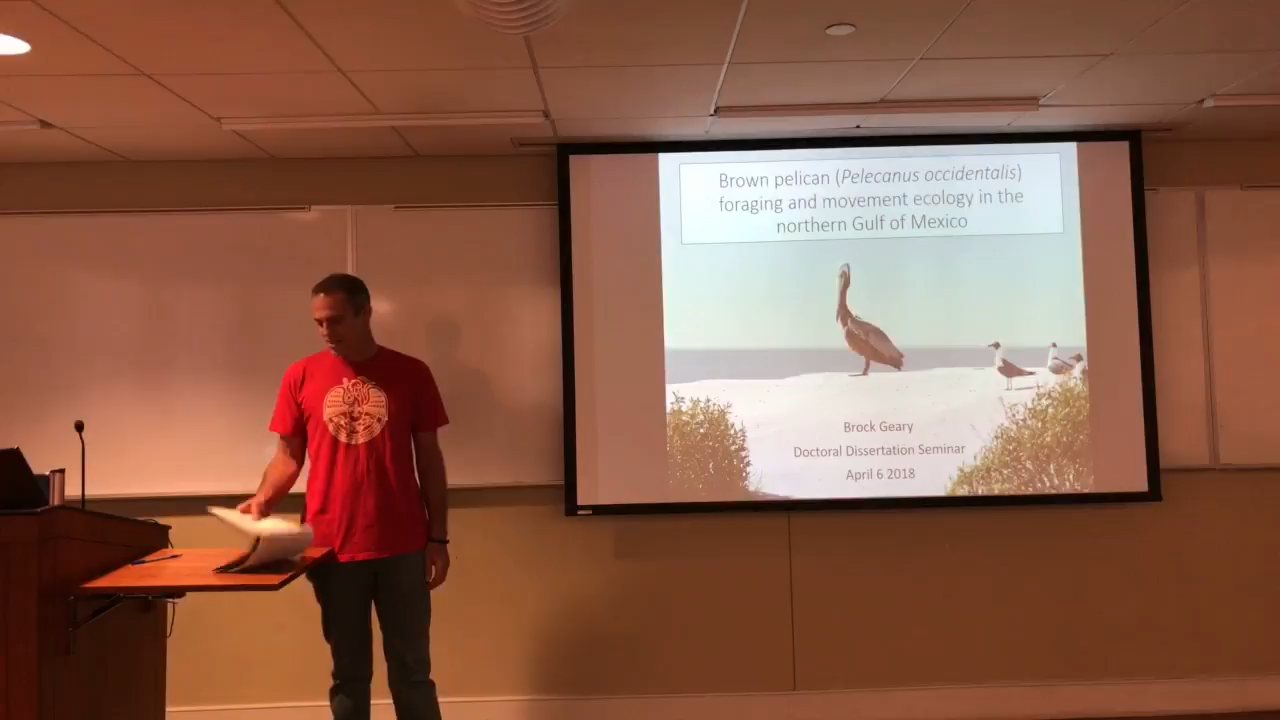 Brown pelican (Pelecanus occidentalis)
foraging and movement ecology in the
northern Gulf of Mexico
Brock Geary
Doctoral Dissertation Seminar
April 6 2018